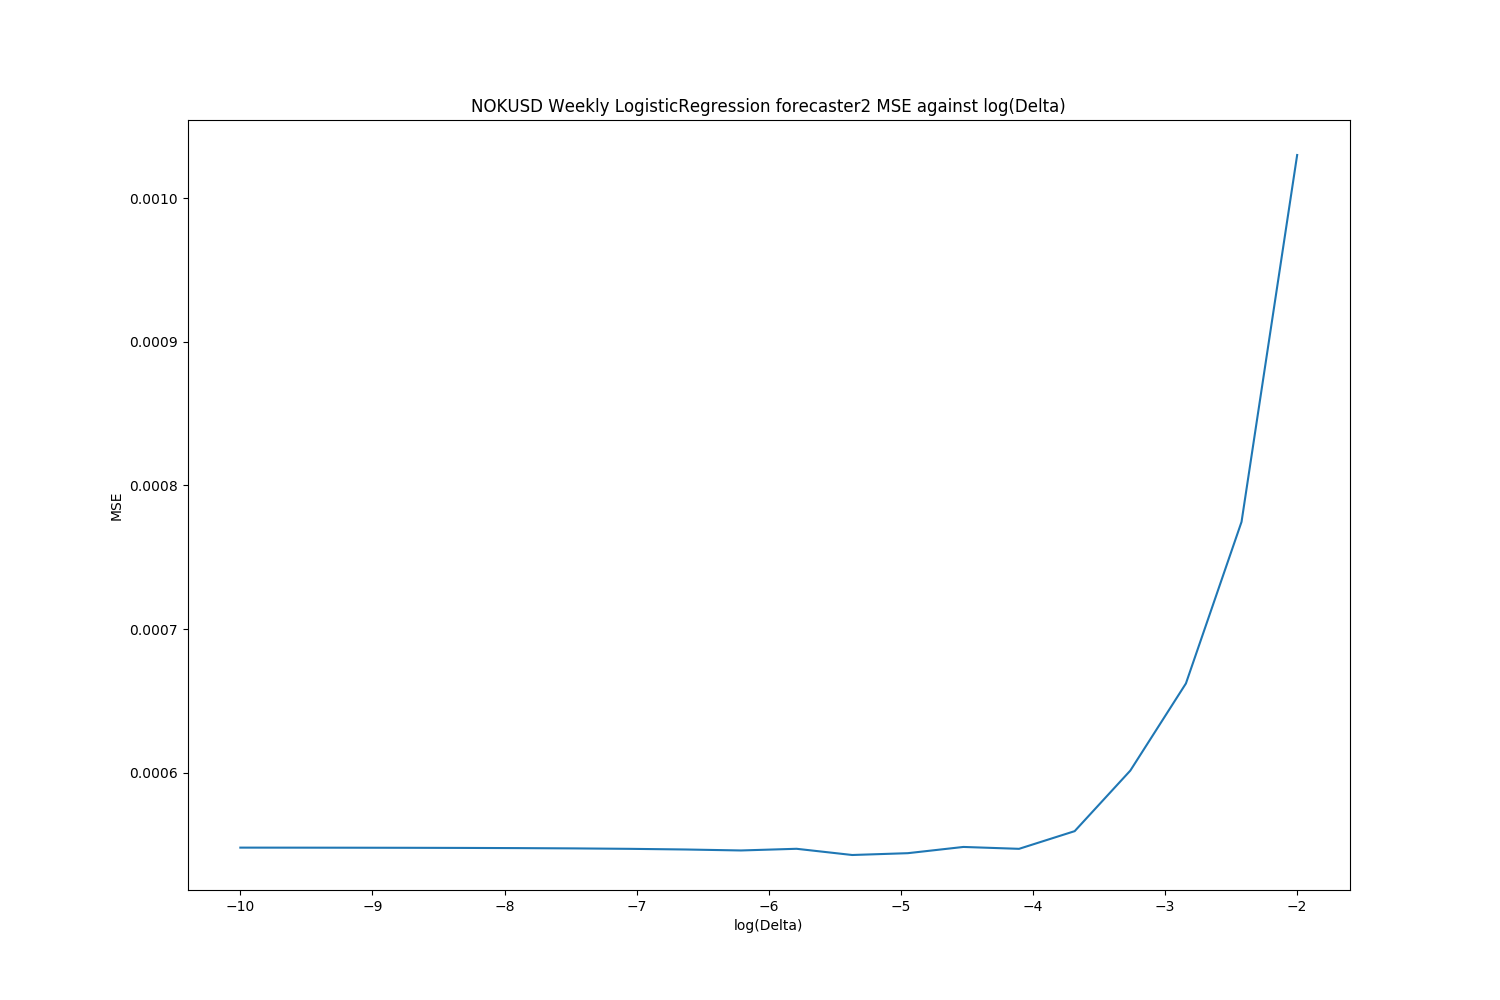 NOKUSD Weekly LogisticRegression forecaster2 MSE against log(Delta)
0.0010
0.0009
0.0008
0.0007
0.0006
MSE
−10 −9 −8 −7 −6 −5 −4 −3 −2
log(Delta)